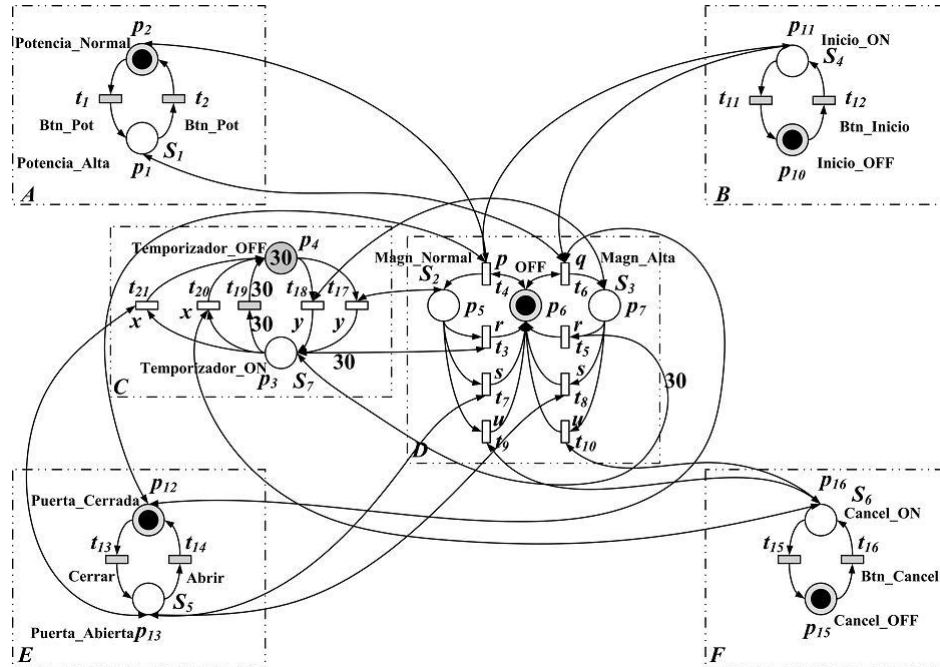 p2
Potencia_Normal
t1
t2
Btn_Pot
Btn_Pot
S1
Potencia_Alta
p1
A
p11
Inicio_ON
S4
t11
t12
Btn_Inicio
Inicio_OFF
p10
B
Temporizador_OFF
p4
30
t21
t20
t19
30
t18
t17
x
x
30
y
y
30
Temporizador_ON
p3
S7
C
Magn_Normal
p
OFF
q
Magn_Alta
S2
t4
t6
S3
p5
p6
p7
r
t3
r
t5
s
t7
s
t8
30
u
t9
u
t10
D
p12
Puerta_Cerrada
t13
t14
Cerrar
Abrir
S5
Puerta_Abierta
p13
E
p16
S6
Cancel_ON
t15
t16
Btn_Cancel
Cancel_OFF
p15
F